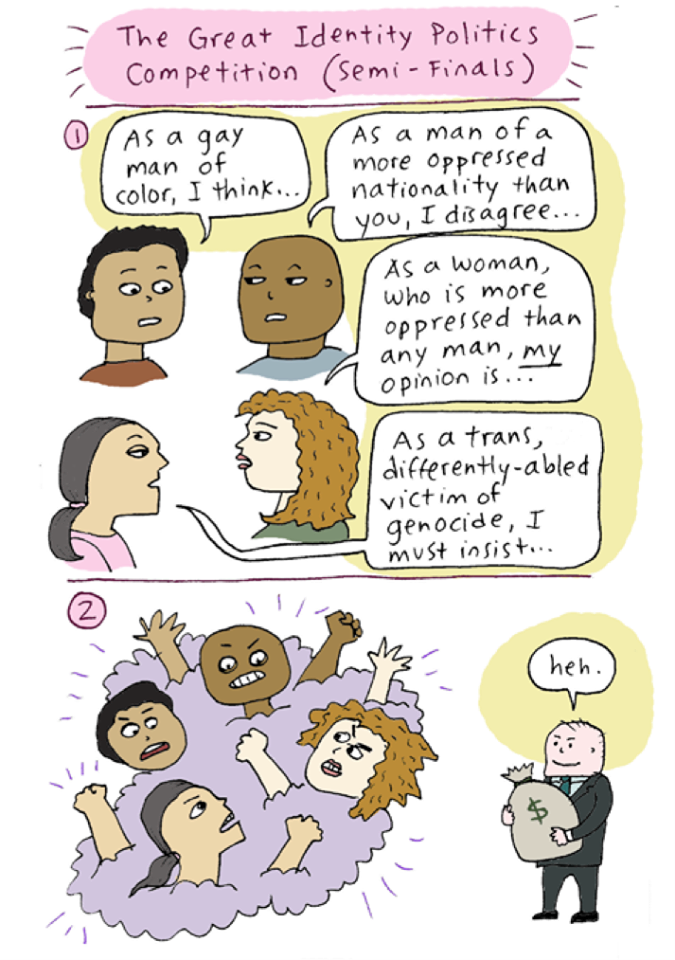 The Great Identity Politics
Competition (Semi-Finals)
1
As a gay
man of
color, I think...
As a man of a
more oppressed
nationality than
you, I disagree...
As a woman,
who is more
oppressed than
any man, my
opinion is...
As a trans,
differently-abled
victim of
genocide, I
must insist...
2
heh.
$